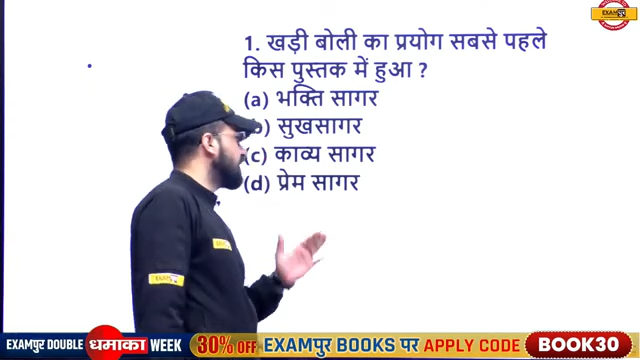 1. खड़ी बोली का प्रयोग सबसे पहले
किस पुस्तक में हुआ ?
(a) भक्ति सागर
(b) सुखसागर
(c) काव्य सागर
(d) प्रेम सागर
EXAMपुर DOUBLE धमाका WEEK 30% OFF EXAMपुर BOOKS पर APPLY CODE BOOK30